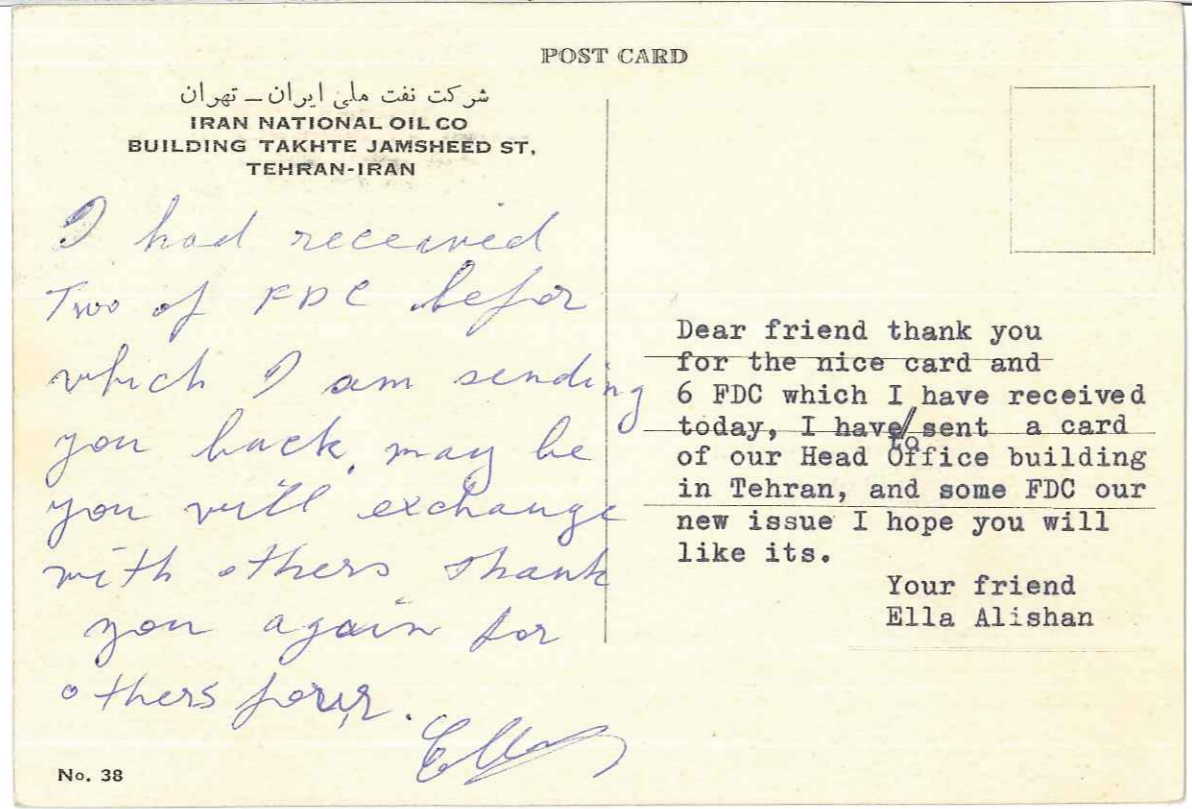 POST CARD
شرکت نفت ملی ایران ـ تهران
IRAN NATIONAL OIL CO
BUILDING TAKHTE JAMSHEED ST,
TEHRAN-IRAN
I had received
Two of FDC befor
which I am sending
you back, may be
you will exchange
with others thank
you again for
others four.
Ella
No. 38
Dear friend thank you
for the nice card and
6 FDC which I have received
today, I have/sent a card
to
of our Head Office building
in Tehran, and some FDC our
new issue I hope you will
like its.
Your friend
Ella Alishan